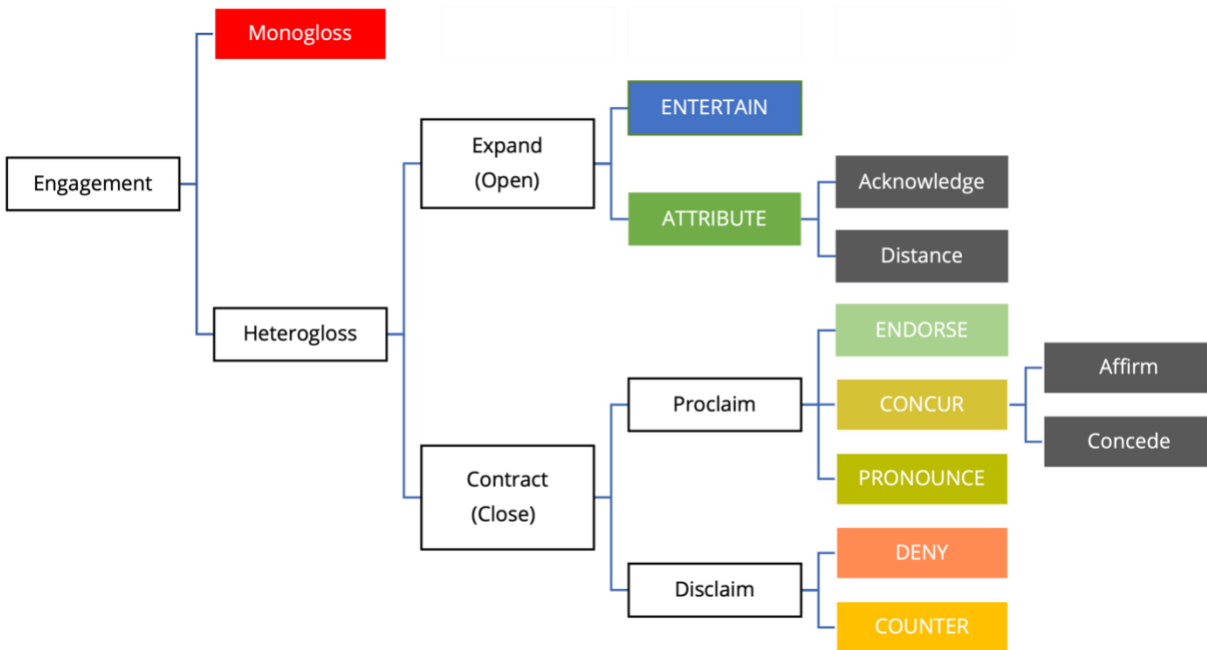 Monogloss
ENTERTAIN
Expand
(Open)
Engagement
Acknowledge
ATTRIBUTE
Distance
Heterogloss
ENDORSE
Affirm
Proclaim
CONCUR
Concede
Contract
(Close)
PRONOUNCE
DENY
Disclaim
COUNTER